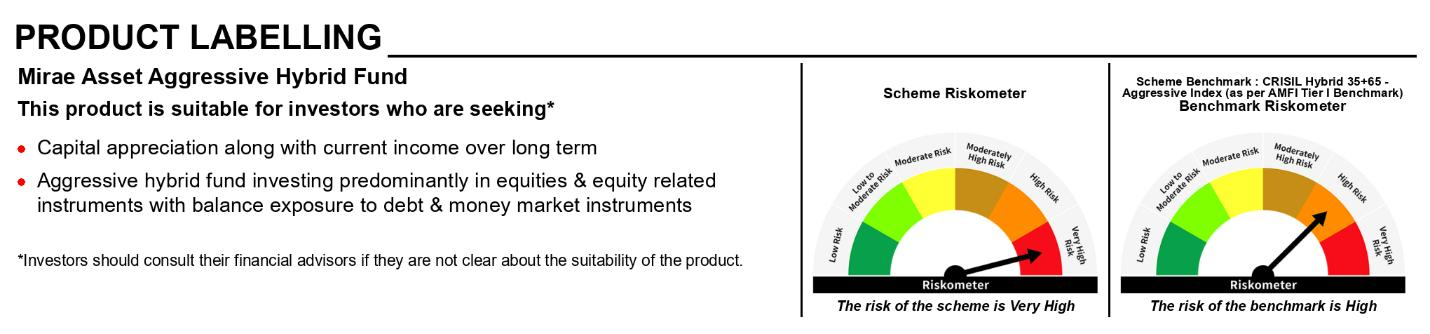 PRODUCT LABELLING
Mirae Asset Aggressive Hybrid Fund
This product is suitable for investors who are seeking*
Capital appreciation along with current income over long term
Aggressive hybrid fund investing predominantly in equities & equity related
instruments with balance exposure to debt & money market instruments
*Investors should consult their financial advisors if they are not clear about the suitability of the product.
Scheme Riskometer
Low Risk
Low to
Moderate Risk
Moderate Risk
Moderately
High Risk
High Risk
Very High
Risk
Riskometer
The risk of the scheme is Very High
Scheme Benchmark : CRISIL Hybrid 35+65 -
Aggressive Index (as per AMFI Tier I Benchmark)
Benchmark Riskometer
Low Risk
Low to
Moderate Risk
Moderate Risk
Moderately
High Risk
High Risk
Very High
Risk
Riskometer
The risk of the benchmark is High